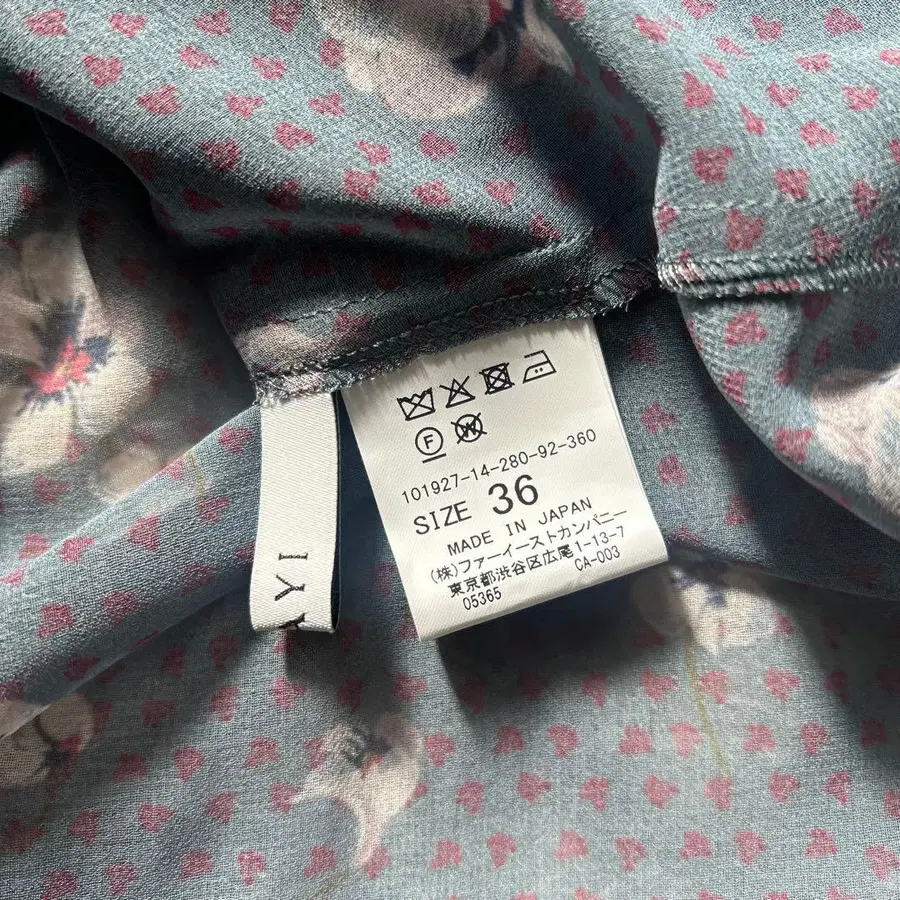 F
W
101927-14-280-92-360
SIZE 36
MADE IN JAPAN
(株)ファーイーストカンパニー
東京都渋谷区広尾1-13-7
05365 CA-003
AYI